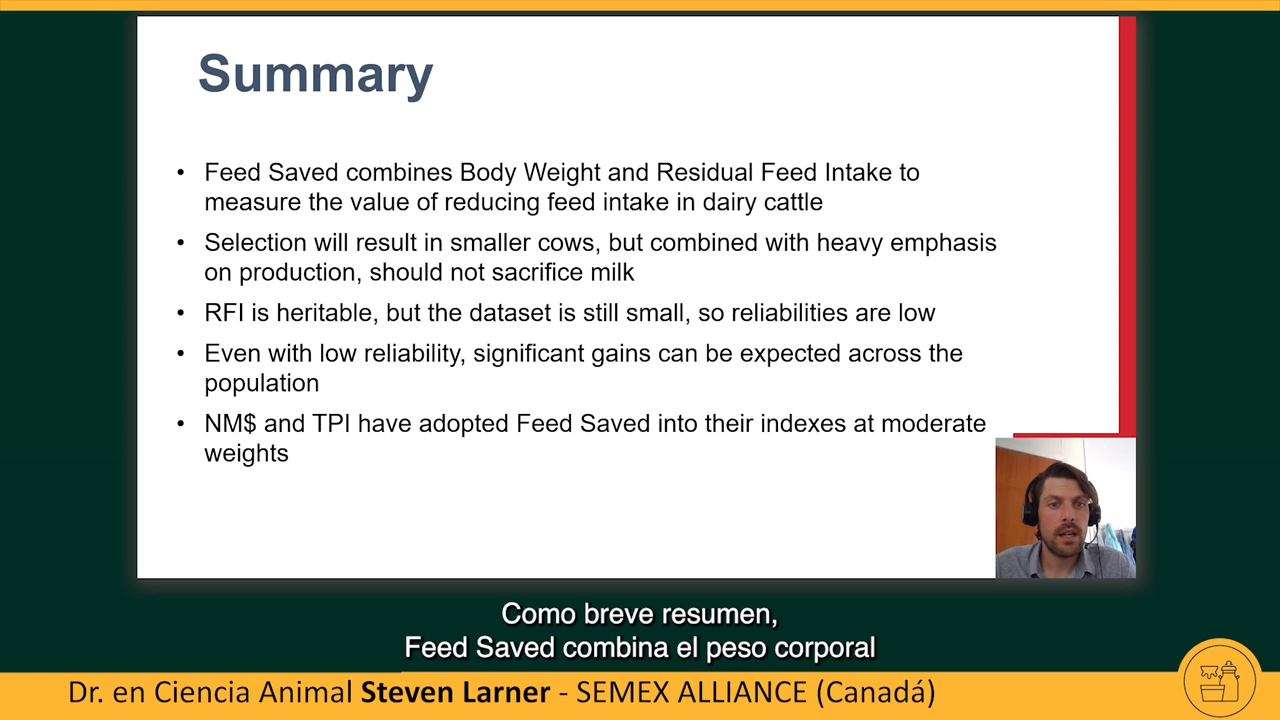 Summary
• Feed Saved combines Body Weight and Residual Feed Intake to
measure the value of reducing feed intake in dairy cattle
• Selection will result in smaller cows, but combined with heavy emphasis
on production, should not sacrifice milk
• RFI is heritable, but the dataset is still small, so reliabilities are low
• Even with low reliability, significant gains can be expected across the
population
• NM$ and TPI have adopted Feed Saved into their indexes at moderate
weights
Como breve resumen,
Feed Saved combina el peso corporal
Dr. en Ciencia Animal Steven Larner - SEMEX ALLIANCE (Canadá)